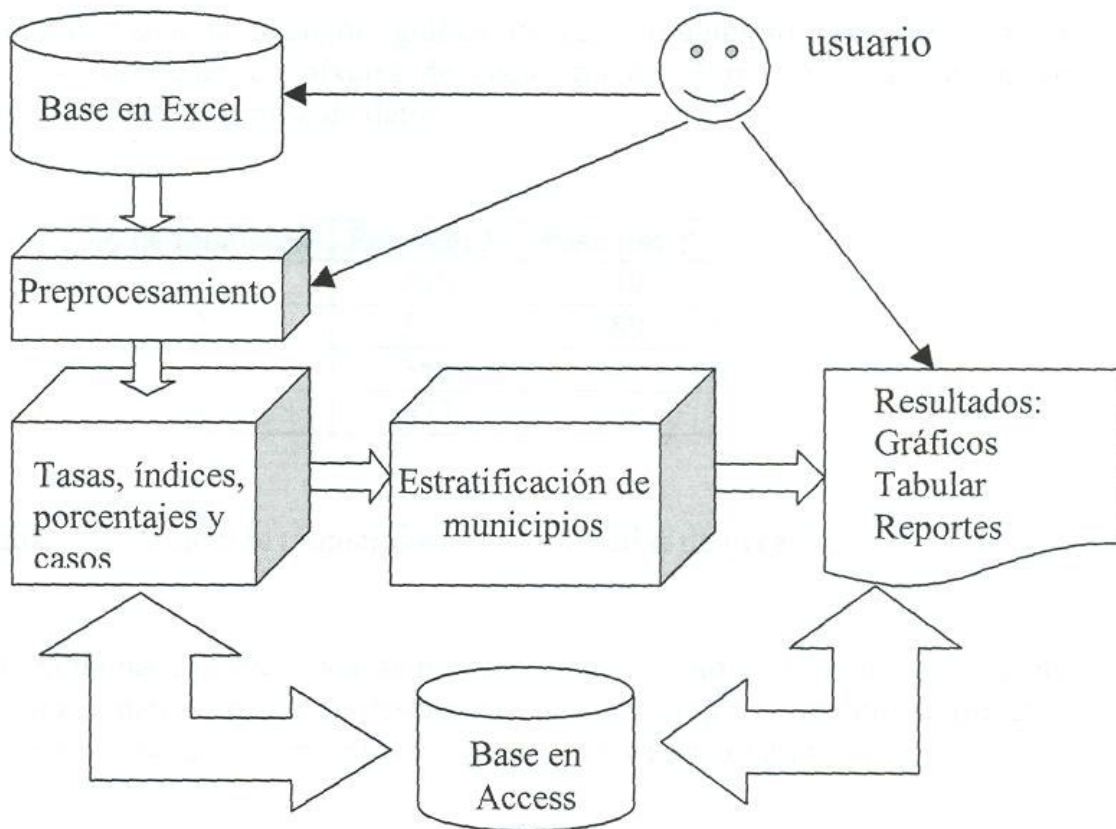 usuario
Base en Excel
Preprocesamiento
Tasas, índices,
porcentajes y
casos
Estratificación de
municipios
Resultados:
Gráficos
Tabular
Reportes
Base en
Access